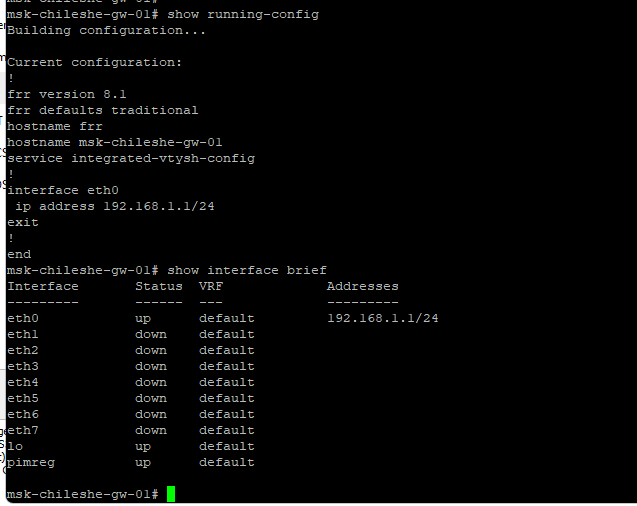 msk-chileshe-gw-01#
msk-chileshe-gw-01# show running-config
Building configuration...
Current configuration:
!
frr version 8.1
frr defaults traditional
hostname frr
hostname msk-chileshe-gw-01
service integrated-vtysh-config
!
interface eth0
 ip address 192.168.1.1/24
exit
!
end
msk-chileshe-gw-01# show interface brief
Interface       Status  VRF             Addresses
---------       ------  ---             ---------
eth0            up      default         192.168.1.1/24
eth1            down    default
eth2            down    default
eth3            down    default
eth4            down    default
eth5            down    default
eth6            down    default
eth7            down    default
lo              up      default
pimreg          up      default
msk-chileshe-gw-01#